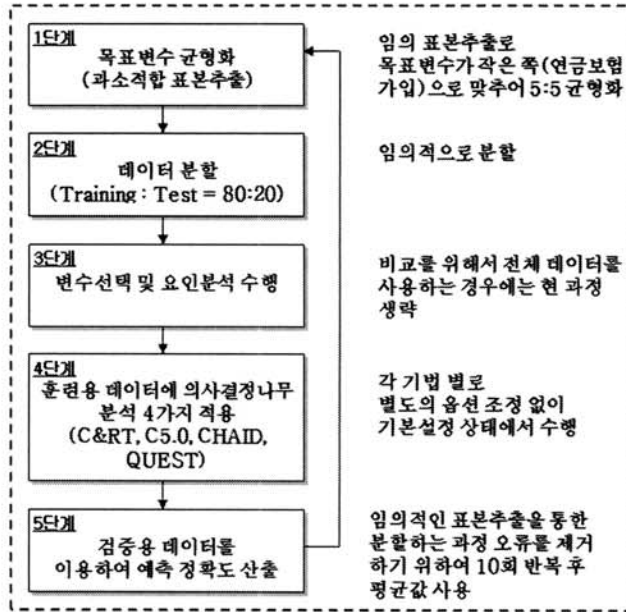 1단계
목표변수 균형화
(과소적합 표본추출)
임의 표본추출로
목표변수가 작은 쪽(연금보험
가입)으로 맞추어 5:5 균형화
2단계
데이터 분할
(Training : Test = 80:20)
임의적으로 분할
3단계
변수선택 및 요인분석 수행
비교를 위해서 전체 데이터를
사용하는 경우에는 현 과정
생략
4단계
훈련용 데이터에 의사결정나무
분석 4가지 적용
(C&RT, C5.0, CHAID,
QUEST)
각 기법 별로
별도의 옵션 조정 없이
기본설정 상태에서 수행
5단계
검증용 데이터를
이용하여 예측 정확도 산출
임의적인 표본추출을 통한
분할하는 과정 오류를 제거
하기 위하여 10회 반복 후
평균값 사용